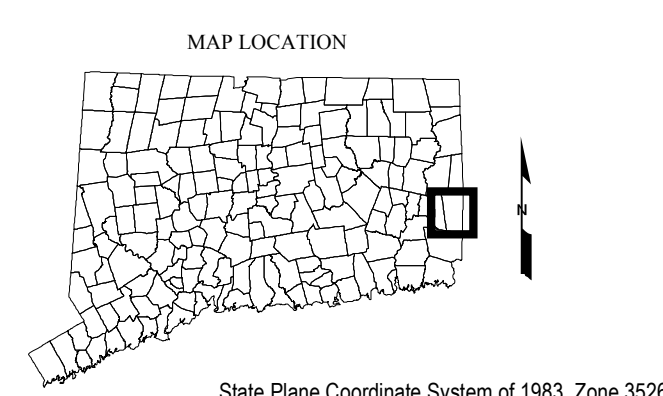 MAP LOCATION
N
State Plane Coordinate System of 1983, Zone 3526